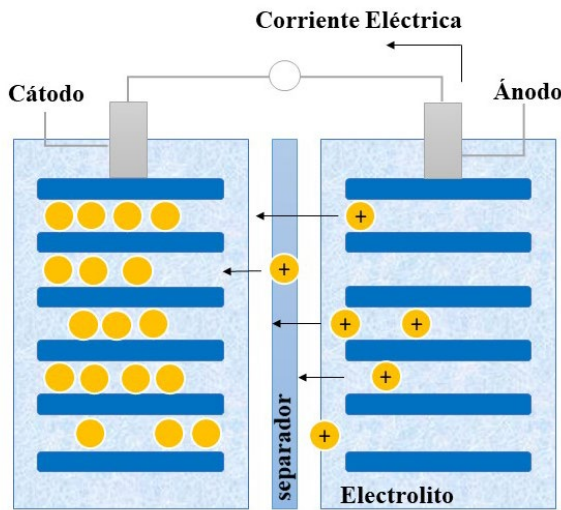 Corriente Eléctrica
Cátodo
Ánodo
+
+
+
+
+
+
separador
Electrolito